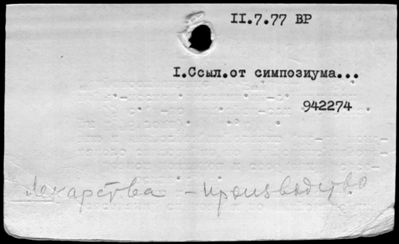 II.7.77 ВР
I.Ссыл.от симпозиума...
942274
Лекарства - производство